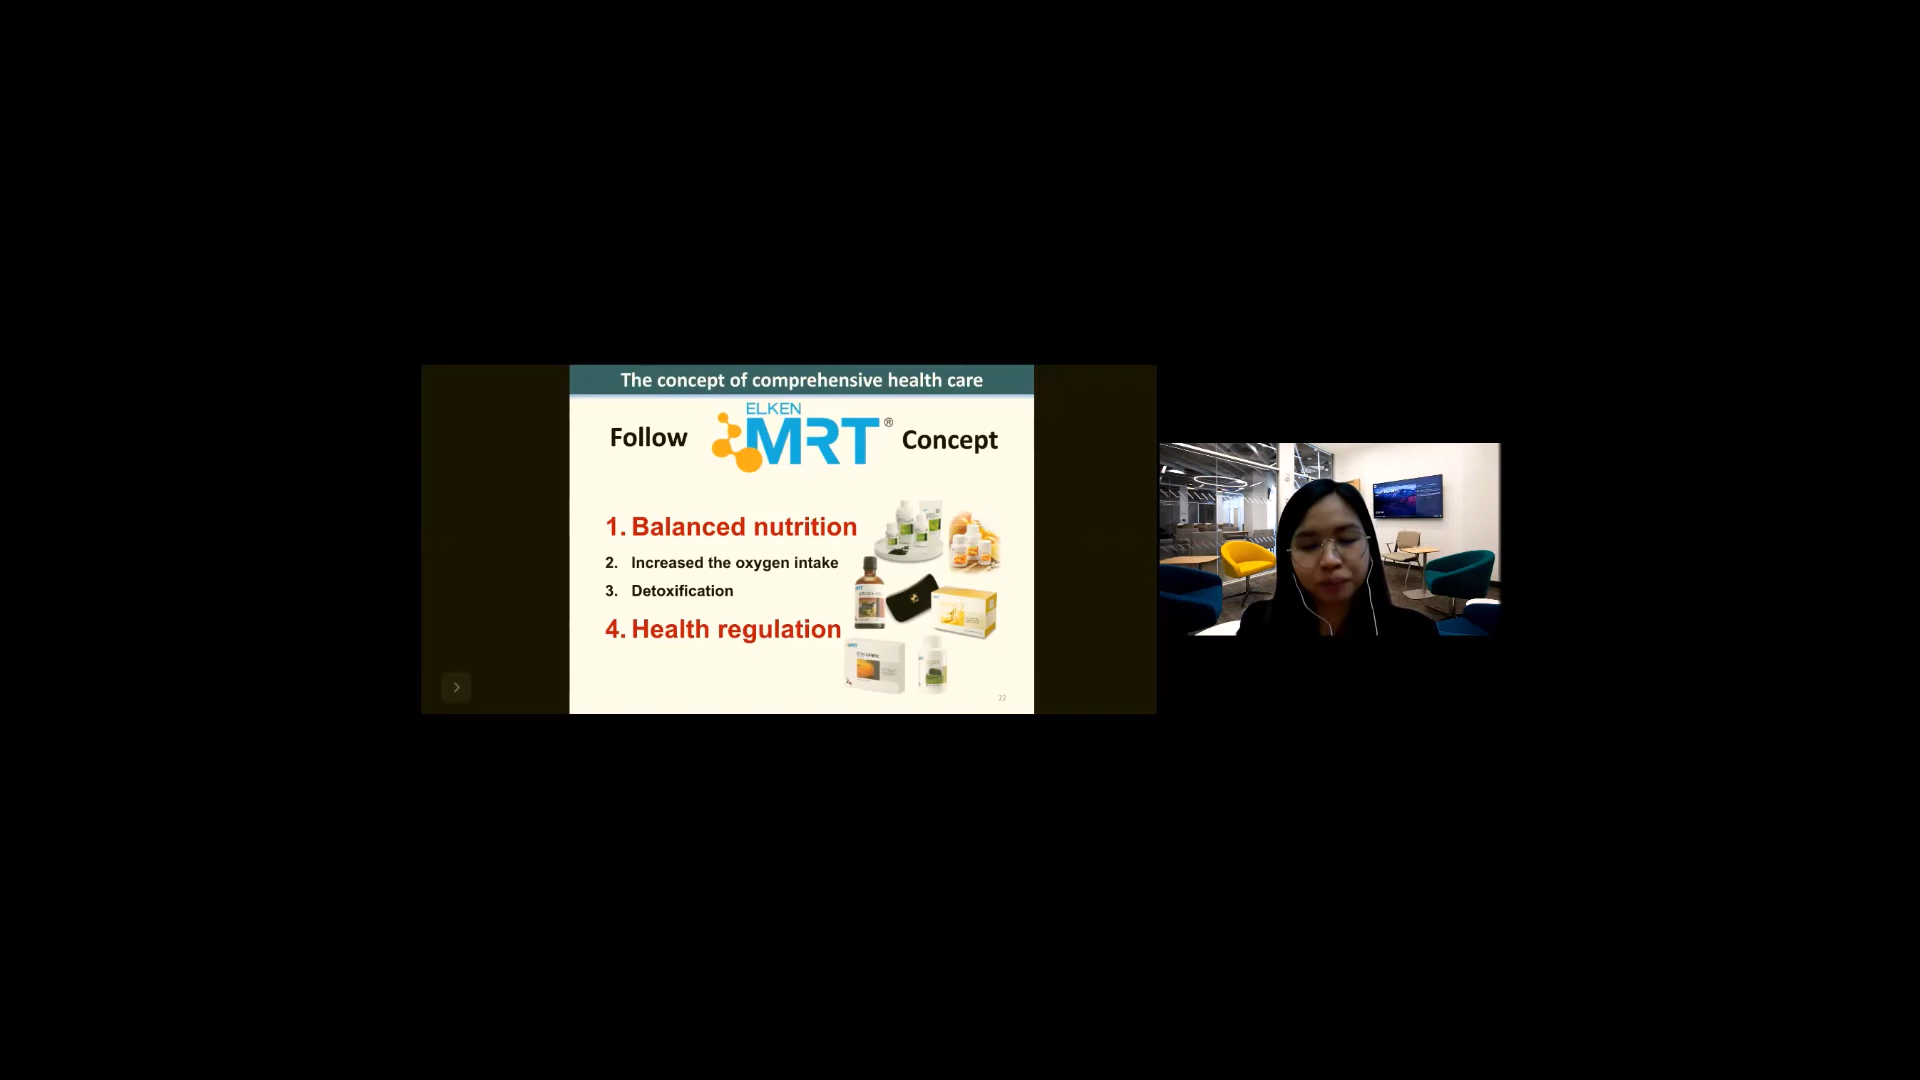 The concept of comprehensive health care
ELKEN
Follow MRT® Concept
1. Balanced nutrition
2. Increased the oxygen intake
3. Detoxification
4. Health regulation
22